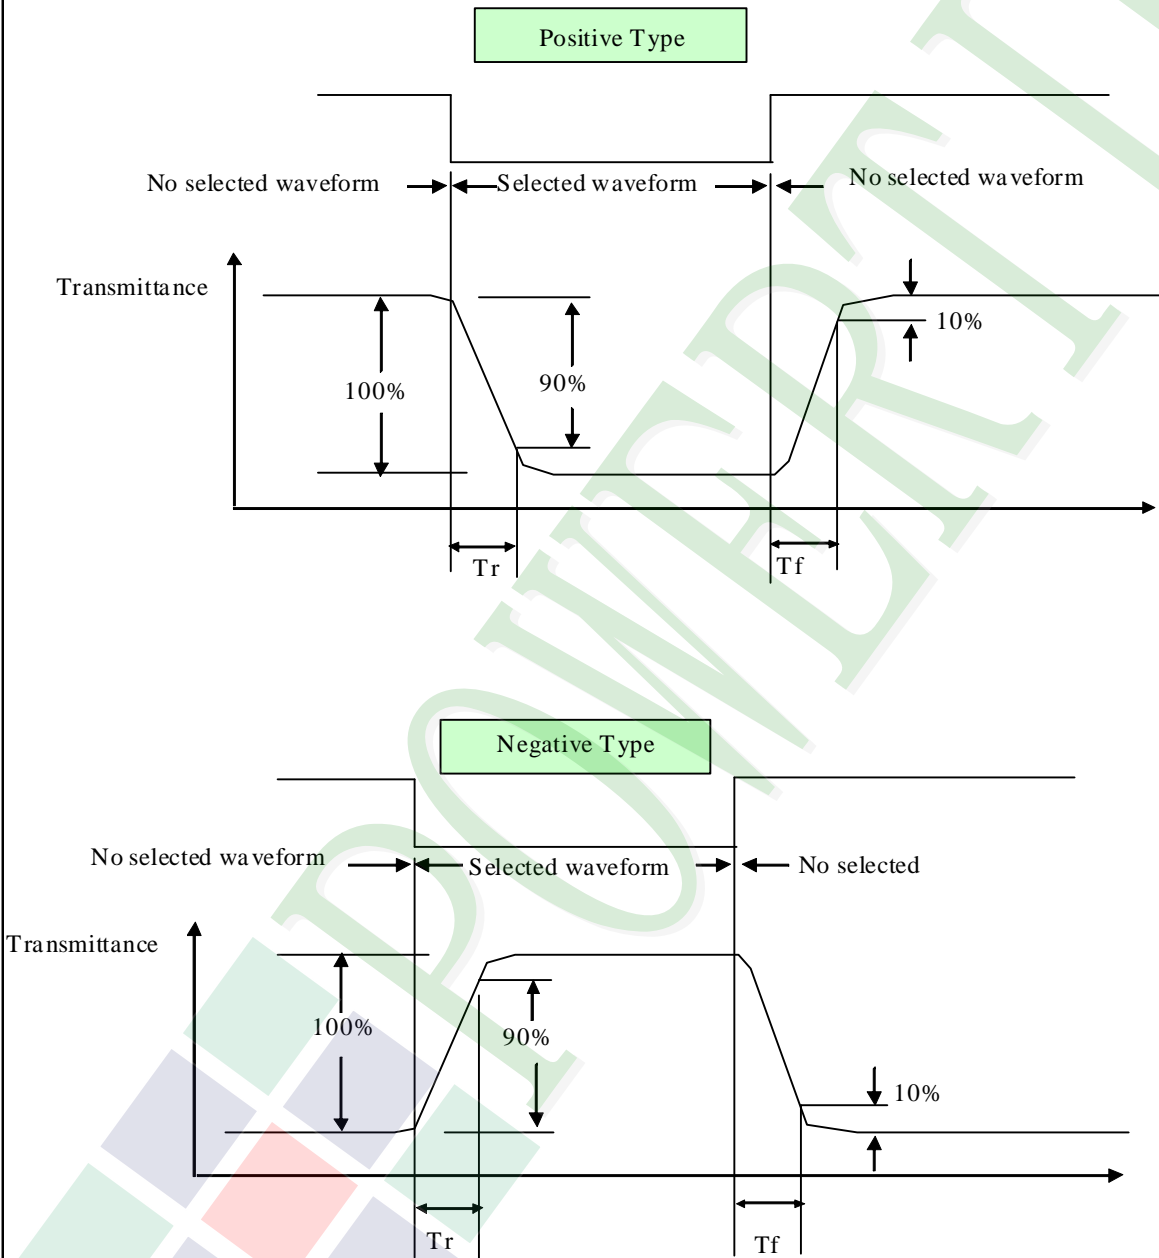 Positive Type
No selected waveform
Selected waveform
No selected waveform
Transmittance
10%
100%
90%
Tr
Tf
Negative Type
No selected waveform
Selected waveform
No selected
Transmittance
100%
90%
10%
Tr
Tf
POWERTI